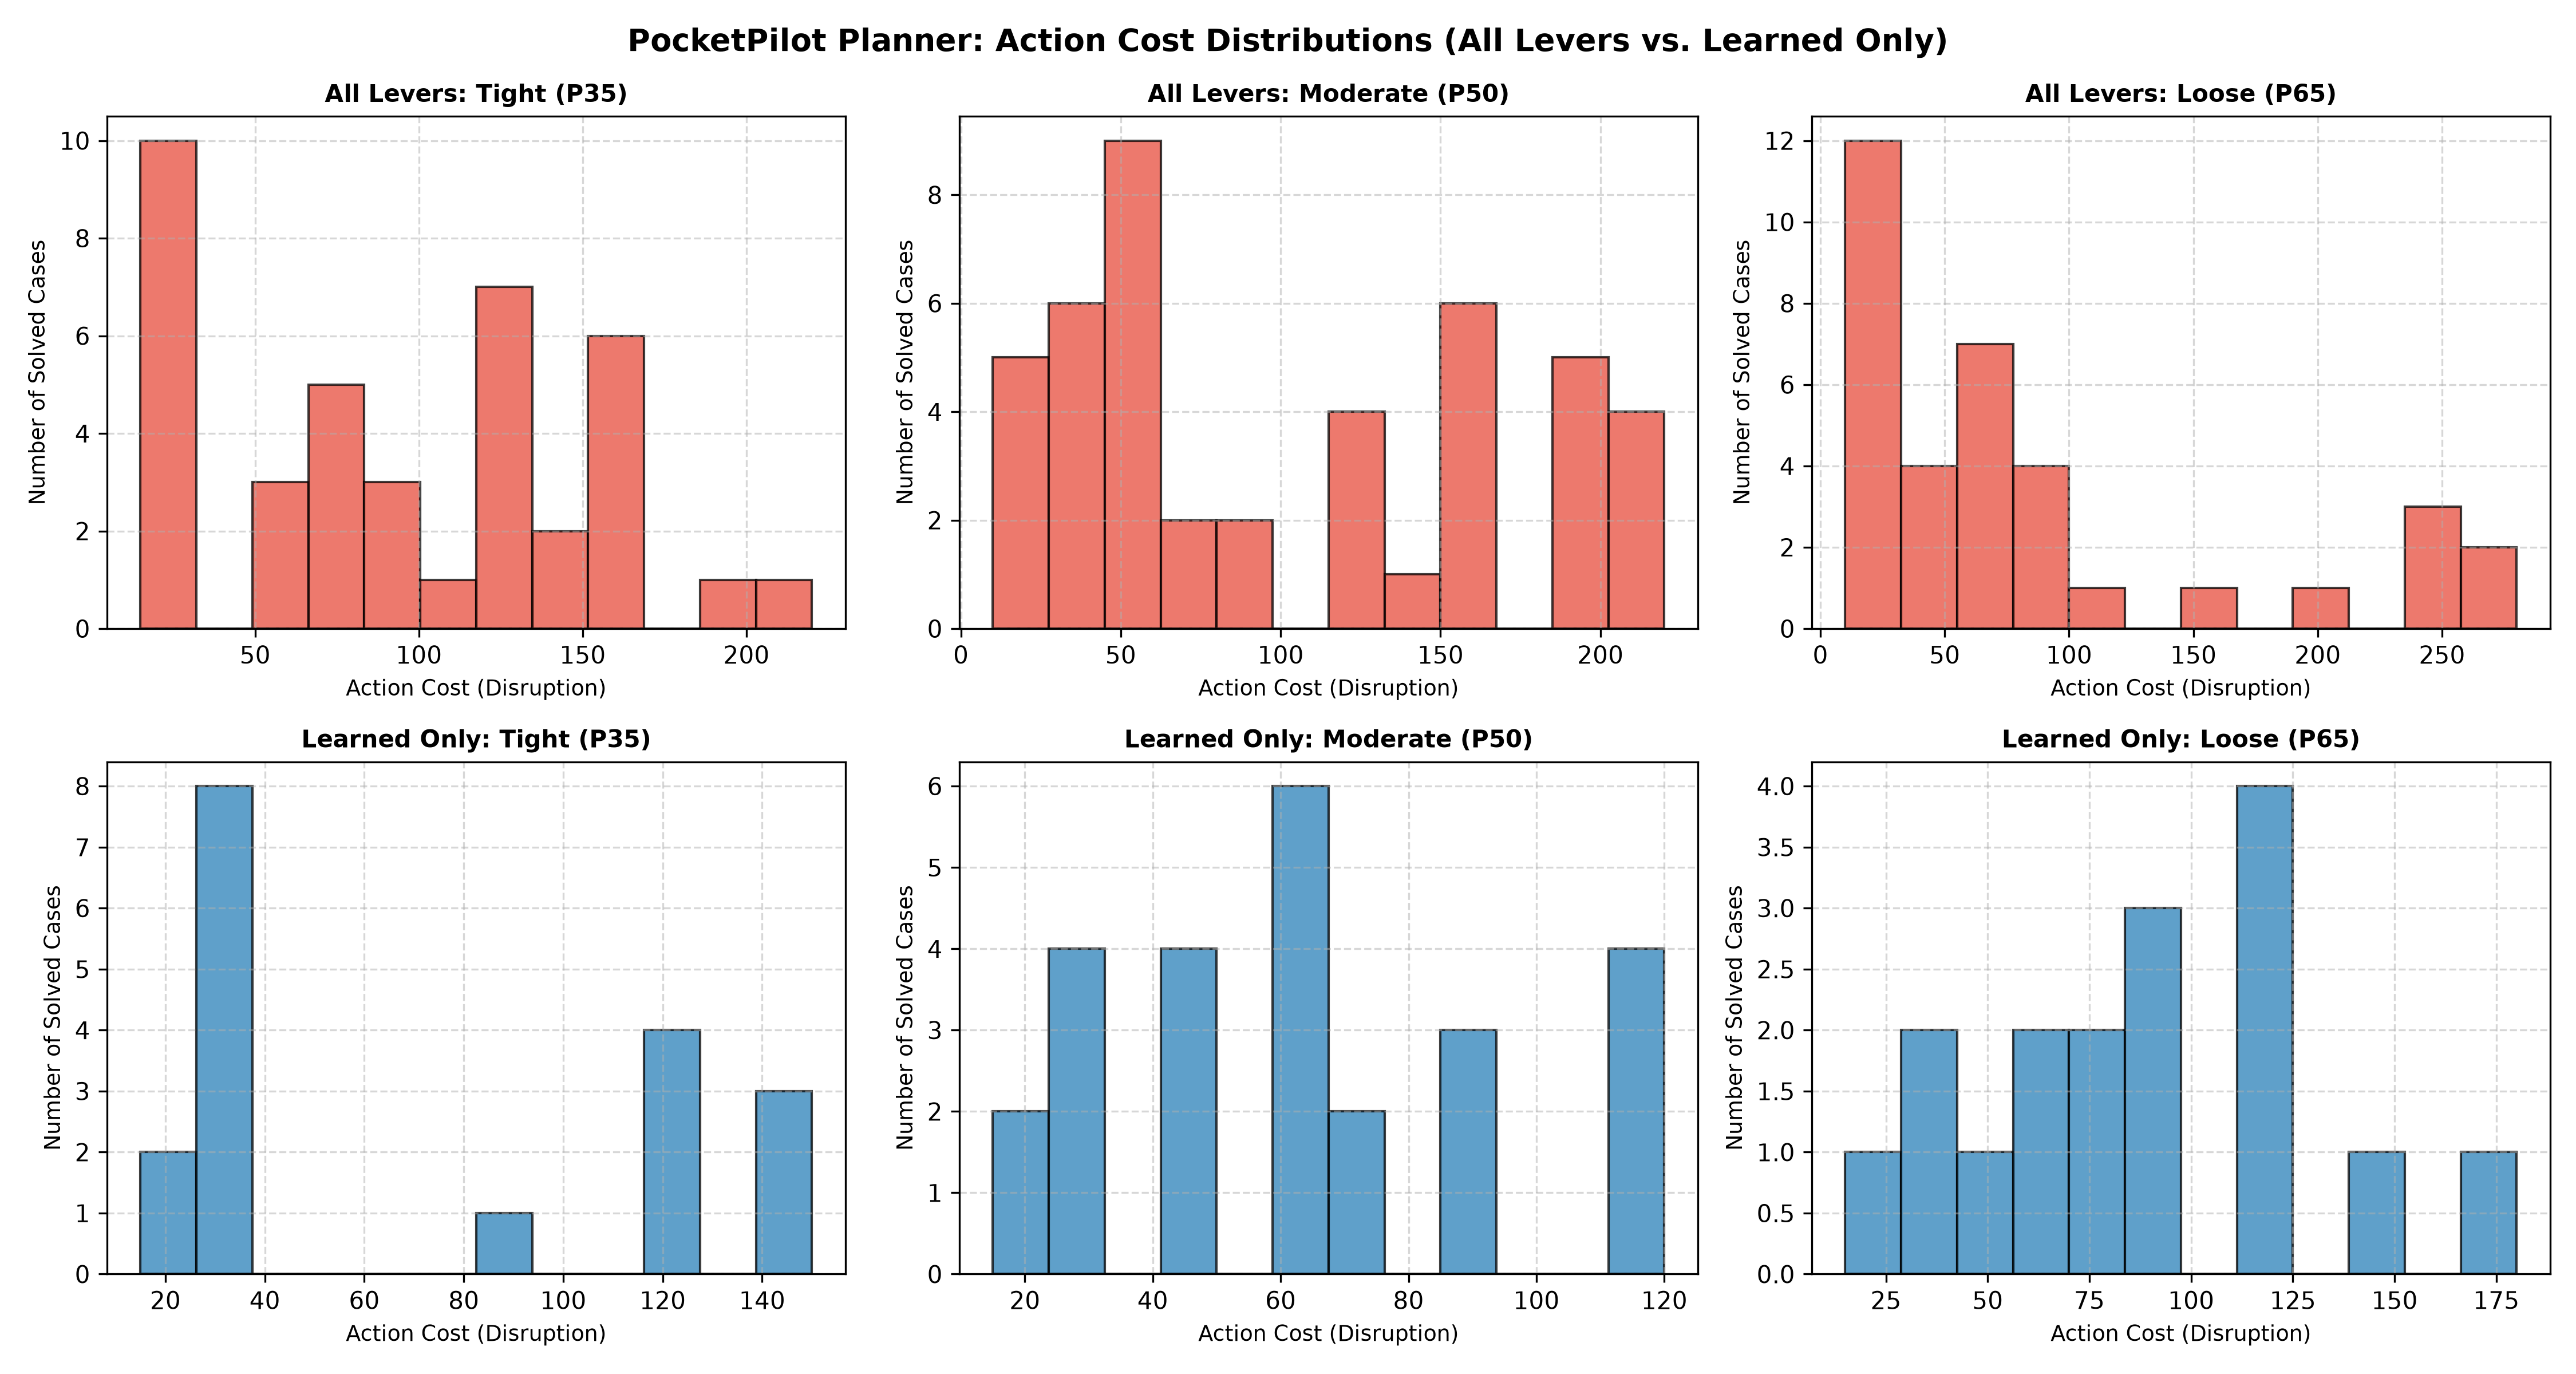 PocketPilot Planner: Action Cost Distributions (All Levers vs. Learned Only)
All Levers: Tight (P35)
Number of Solved Cases
10
8
6
4
2
0
50 100 150 200
Action Cost (Disruption)
All Levers: Moderate (P50)
Number of Solved Cases
8
6
4
2
0
0 50 100 150 200
Action Cost (Disruption)
All Levers: Loose (P65)
Number of Solved Cases
12
10
8
6
4
2
0
0 50 100 150 200 250
Action Cost (Disruption)
Learned Only: Tight (P35)
Number of Solved Cases
8
7
6
5
4
3
2
1
0
20 40 60 80 100 120 140
Action Cost (Disruption)
Learned Only: Moderate (P50)
Number of Solved Cases
6
5
4
3
2
1
0
20 40 60 80 100 120
Action Cost (Disruption)
Learned Only: Loose (P65)
Number of Solved Cases
4.0
3.5
3.0
2.5
2.0
1.5
1.0
0.5
0.0
25 50 75 100 125 150 175
Action Cost (Disruption)